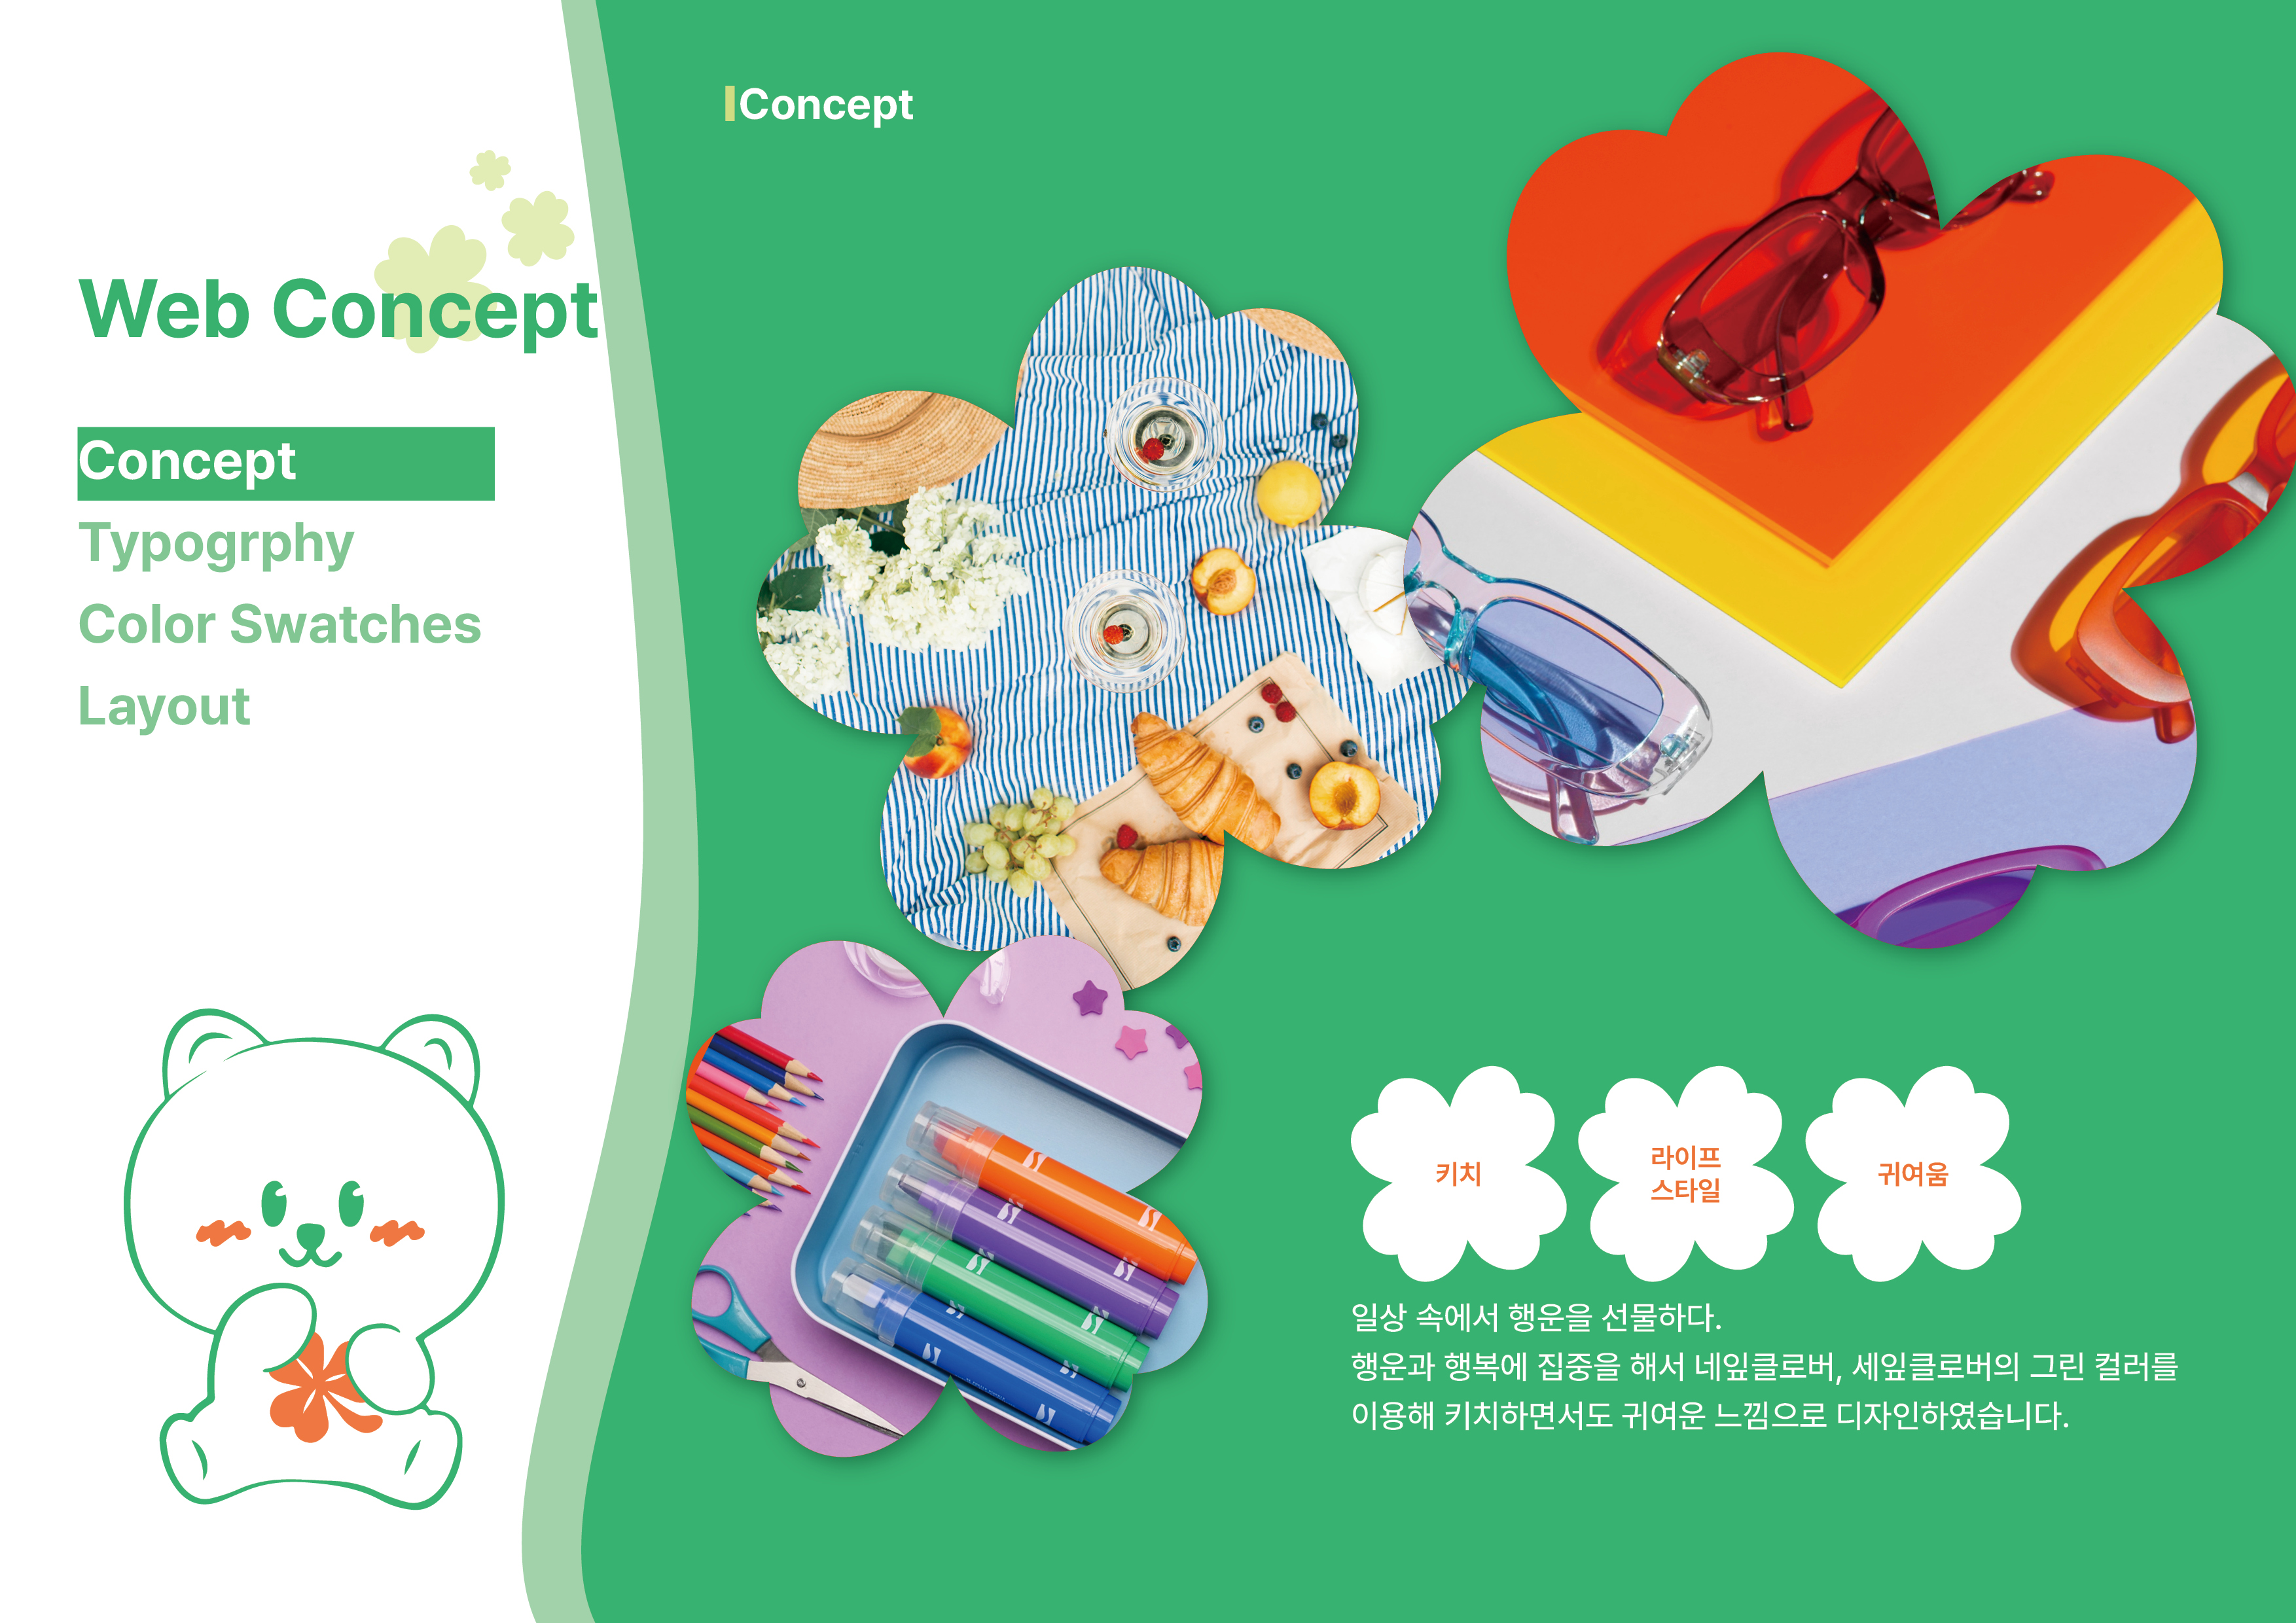 Concept
Web Concept
Concept
Typogrphy
Color Swatches
Layout
키치
라이프
스타일
귀여움
일상 속에서 행운을 선물하다.
행운과 행복에 집중을 해서 네잎클로버, 세잎클로버의 그린 컬러를
이용해 키치하면서도 귀여운 느낌으로 디자인하였습니다.